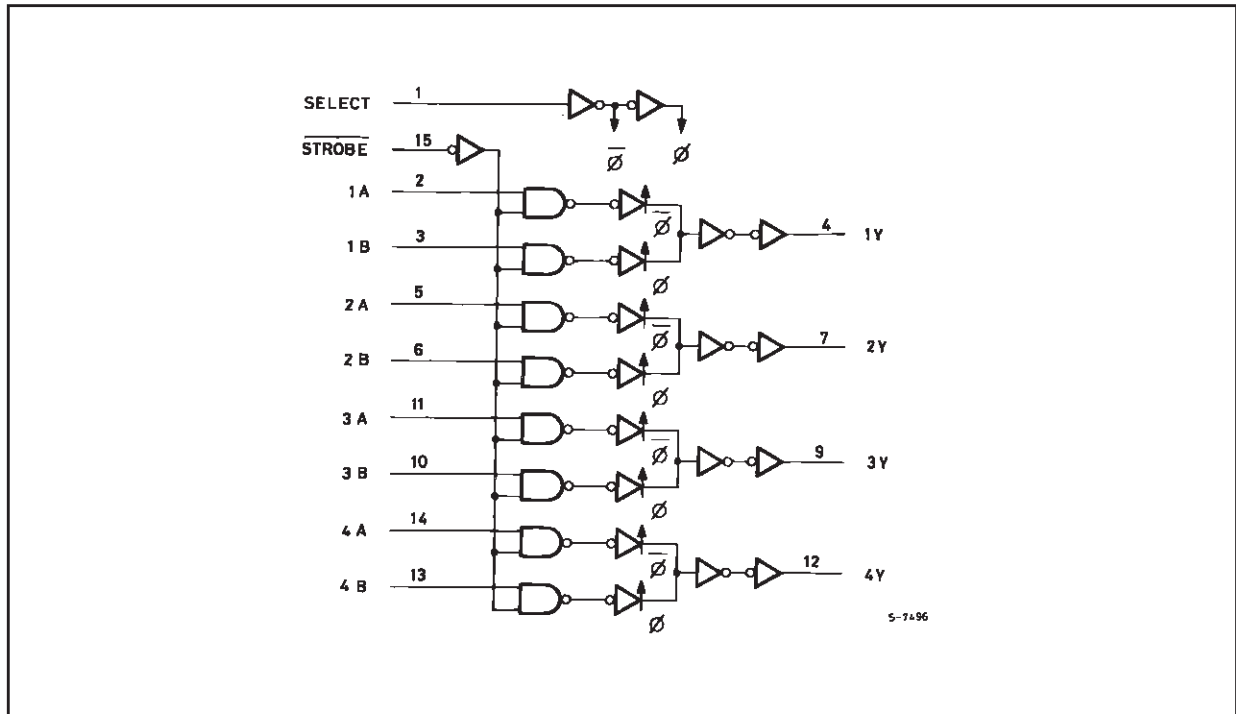 SELECT 1
STROBE 15
ø̅ ø
1A 2
ø̅
4 1Y
1B 3
ø
2A 5
ø̅
7 2Y
2B 6
ø
3A 11
ø̅
9 3Y
3B 10
ø
4A 14
ø̅
12 4Y
4B 13
ø
S-7496